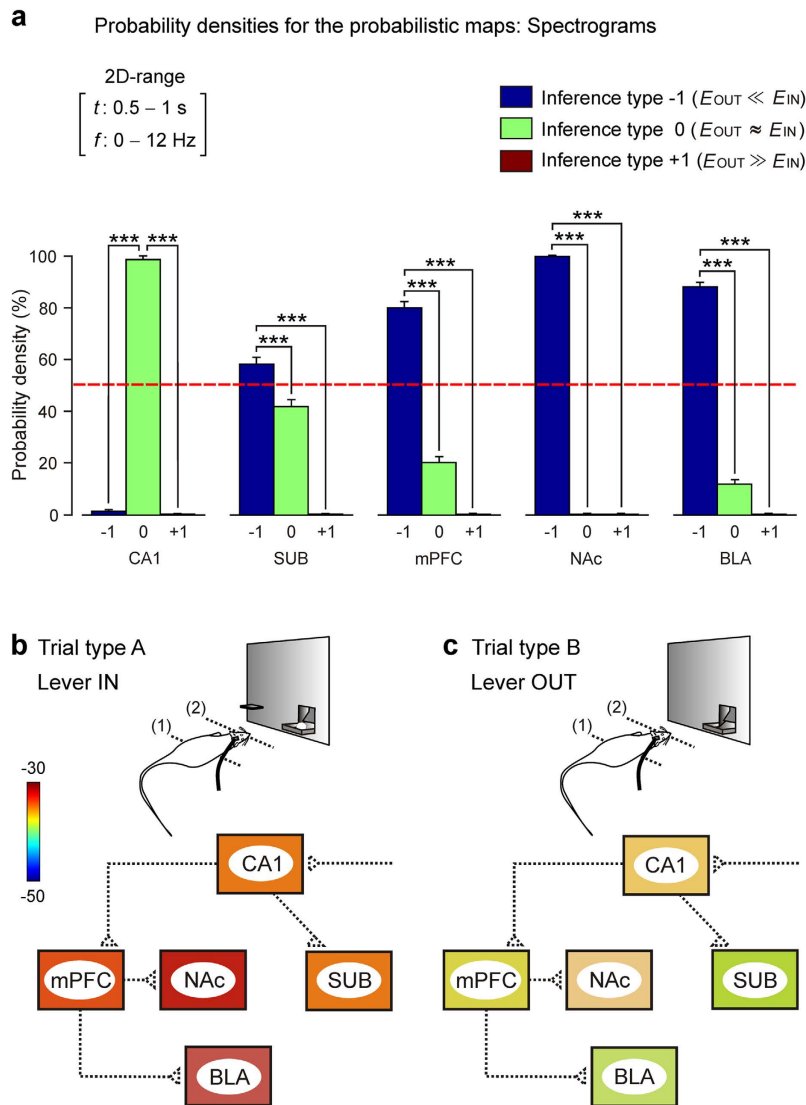 a Probability densities for the probabilistic maps: Spectrograms
2D-range
t: 0.5 – 1 s
f: 0 – 12 Hz
Inference type -1 (EOUT ≪ EIN)
Inference type 0 (EOUT ≈ EIN)
Inference type +1 (EOUT ≫ EIN)
Probability density (%)
100
80
60
40
20
0
*** ***
***
***
***
***
***
***
***
***
-1 0 +1 -1 0 +1 -1 0 +1 -1 0 +1 -1 0 +1
CA1 SUB mPFC NAc BLA
b Trial type A
Lever IN
(1)
(2)
-30
-50
CA1
mPFC NAc SUB
BLA
c Trial type B
Lever OUT
(1)
(2)
CA1
mPFC NAc SUB
BLA